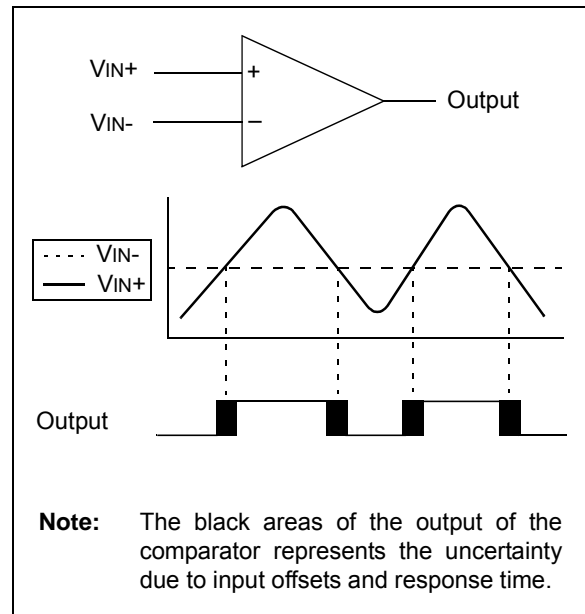 VIN+
+
Output
VIN-
–
VIN-
VIN+
Output
Note: The black areas of the output of the
comparator represents the uncertainty
due to input offsets and response time.